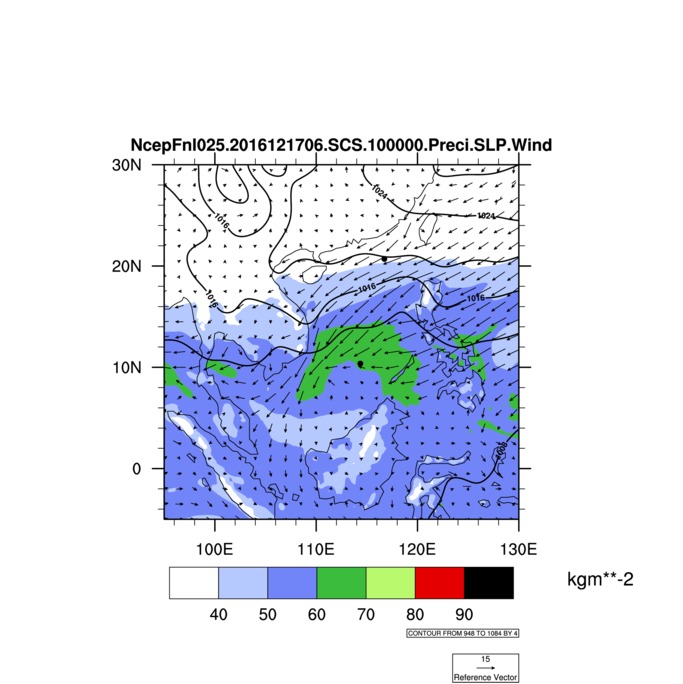 NcepFnl025.2016121706.SCS.100000.Preci.SLP.Wind
30N
20N
10N
0
1024
1024
1016
1016
1016
1016
1008
100E 110E 120E 130E
kgm**-2
40 50 60 70 80 90
CONTOUR FROM 948 TO 1084 BY 4
15
Reference Vector